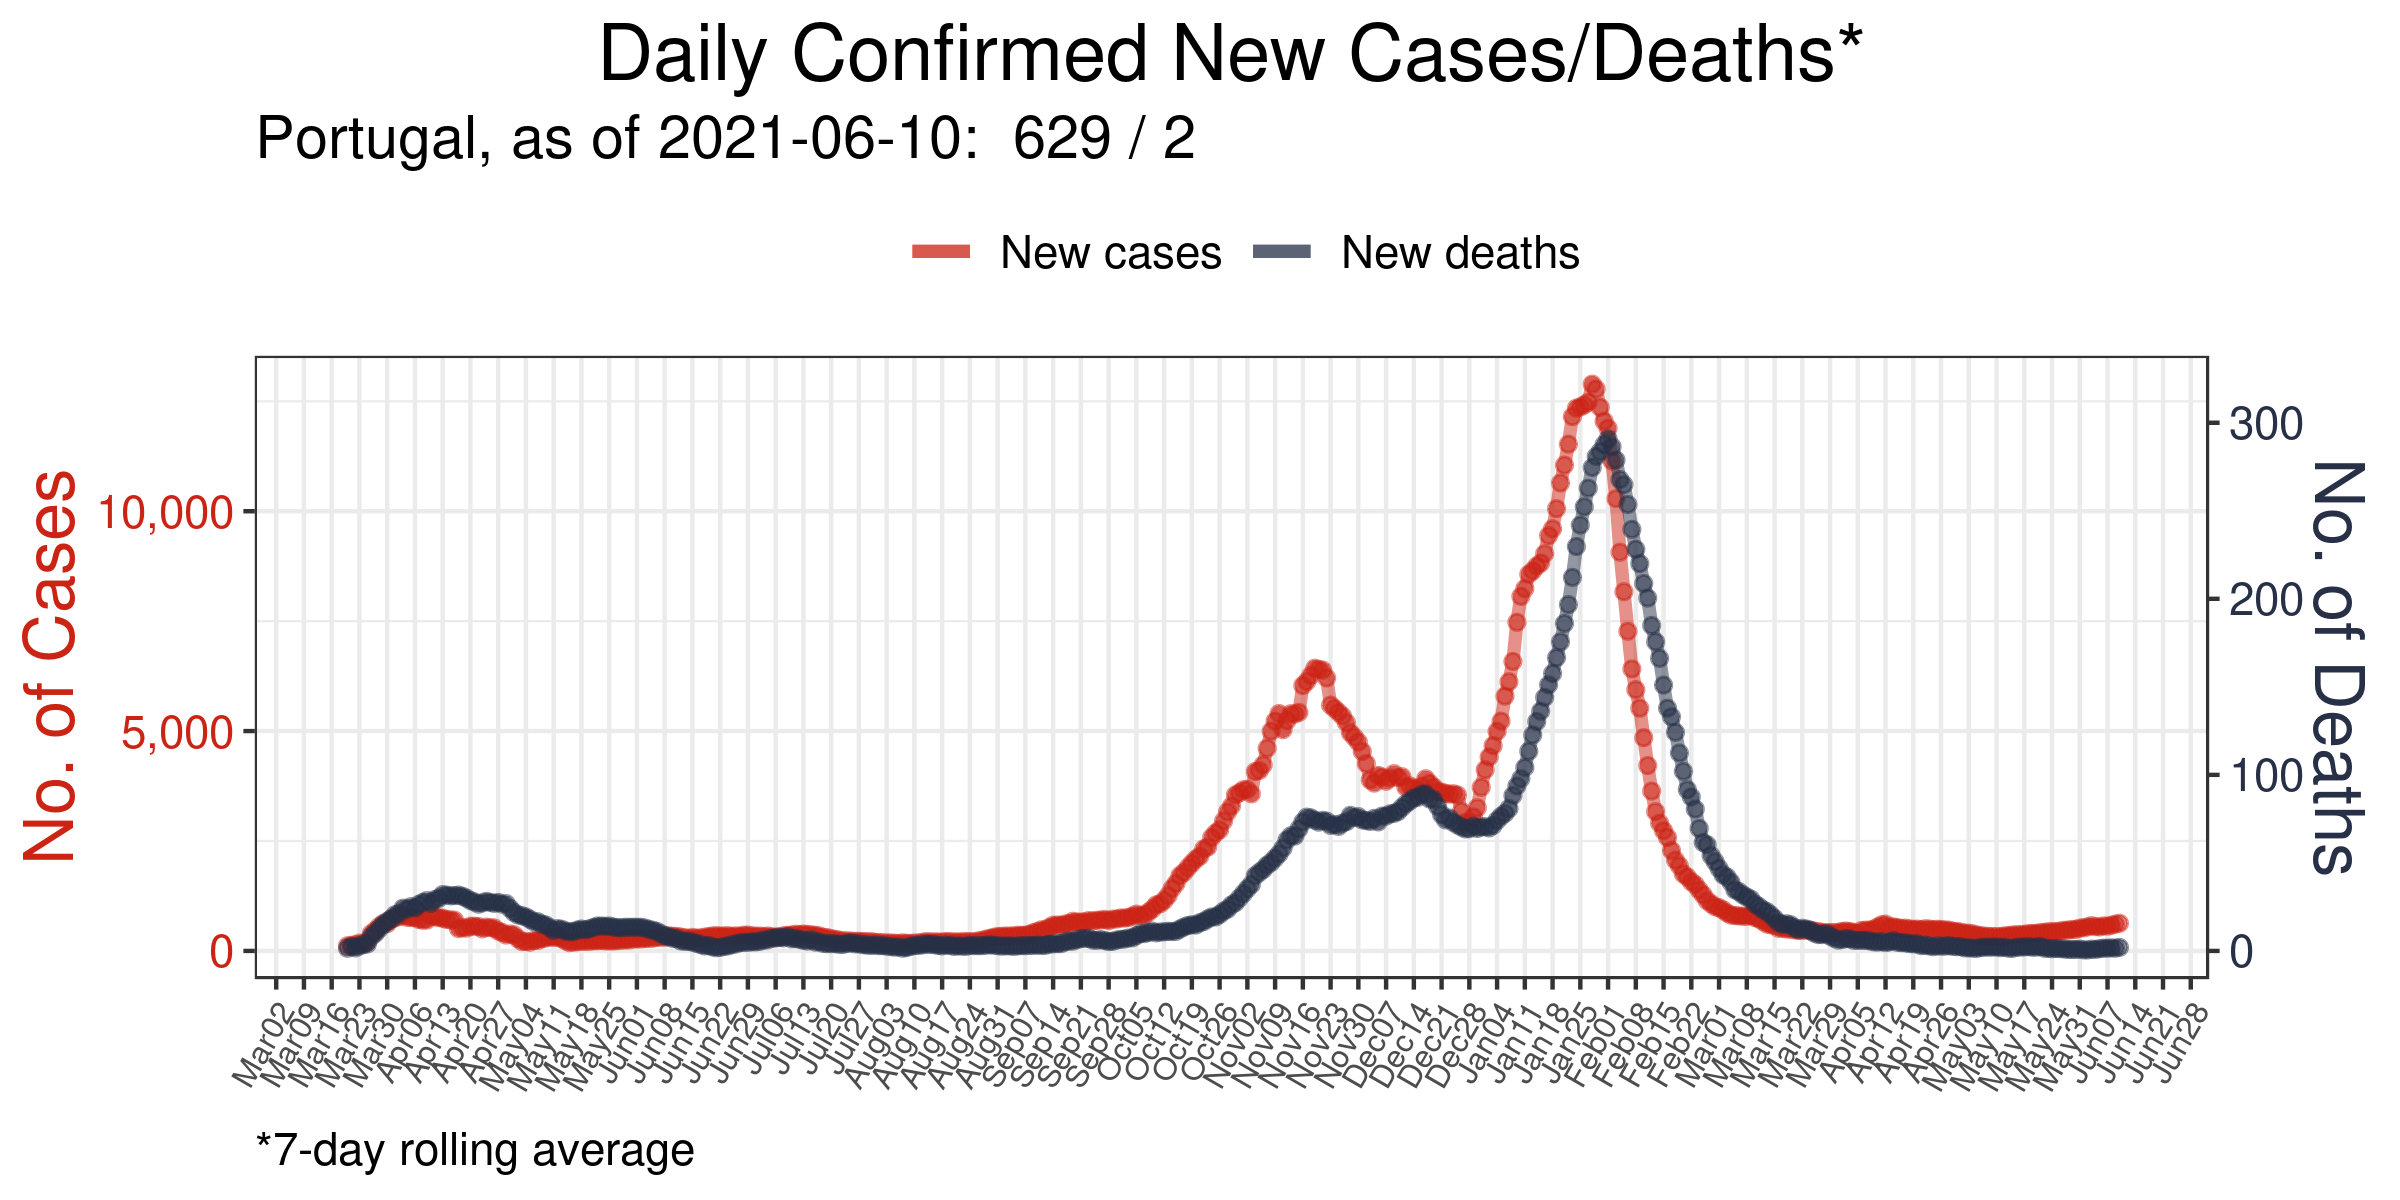 Daily Confirmed New Cases/Deaths*
Portugal, as of 2021-06-10:  629 / 2
New cases
New deaths
No. of Cases
10,000
5,000
0
300
200
100
0
No. of Deaths
Mar02
Mar09
Mar16
Mar23
Mar30
Apr06
Apr13
Apr20
Apr27
May04
May11
May18
May25
Jun01
Jun08
Jun15
Jun22
Jun29
Jul06
Jul13
Jul20
Jul27
Aug03
Aug10
Aug17
Aug24
Aug31
Sep07
Sep14
Sep21
Sep28
Oct05
Oct12
Oct19
Oct26
Nov02
Nov09
Nov16
Nov23
Nov30
Dec07
Dec14
Dec21
Dec28
Jan04
Jan11
Jan18
Jan25
Feb01
Feb08
Feb15
Feb22
Mar01
Mar08
Mar15
Mar22
Mar29
Apr05
Apr12
Apr19
Apr26
May03
May10
May17
May24
May31
Jun07
Jun14
Jun21
Jun28
*7-day rolling average